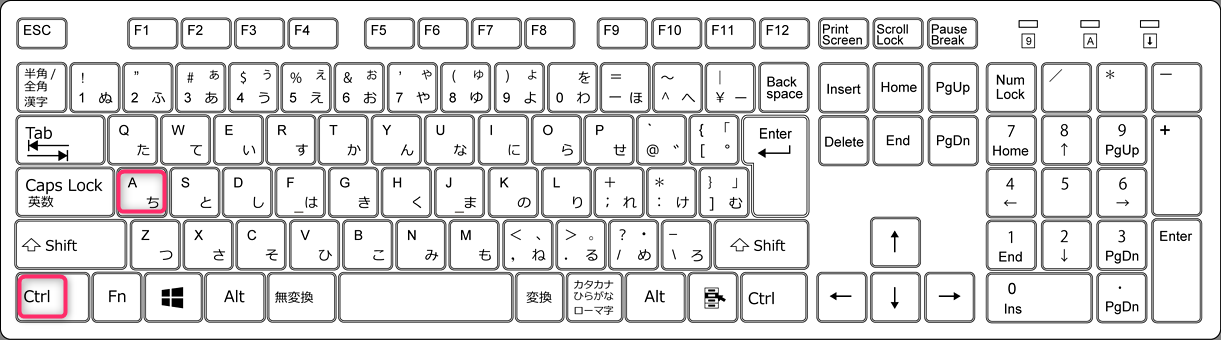 ESC F1 F2 F3 F4 F5 F6 F7 F8 F9 F10 F11 F12 Print Screen Scroll Lock Pause Break 9 A ⬇
半角/全角 漢字 ! 1 ぬ " 2 ふ # ぁ 3 あ $ ぅ 4 う % ぇ 5 え & ぉ 6 お ' ゃ 7 や ( ゅ 8 ゆ ) ょ 9 よ を 0 わ = ー ほ ~ ^ へ | ¥ ー Back space Insert Home PgUp Num Lock / * ー
Tab Q た W て E い R す T か Y ん U な I に O ら P せ ` @ ゛ { 「 [ ゜ Enter Delete End PgDn 7 Home 8 ↑ 9 PgUp +
Caps Lock 英数 A ち S と D し F _ は G き H く J _ ま K の L り + ; れ * : け } 」 ] む 4 ← 5 6 →
Shift Z つ X さ C そ V ひ B こ N み M も < 、 , ね > 。 . る ? ・ / め _ \ ろ Shift ↑ 1 End 2 ↓ 3 PgDn Enter
Ctrl Fn Alt 無変換 変換 カタカナ ひらがな ローマ字 Alt Ctrl ← ↓ → 0 Ins . PgDn